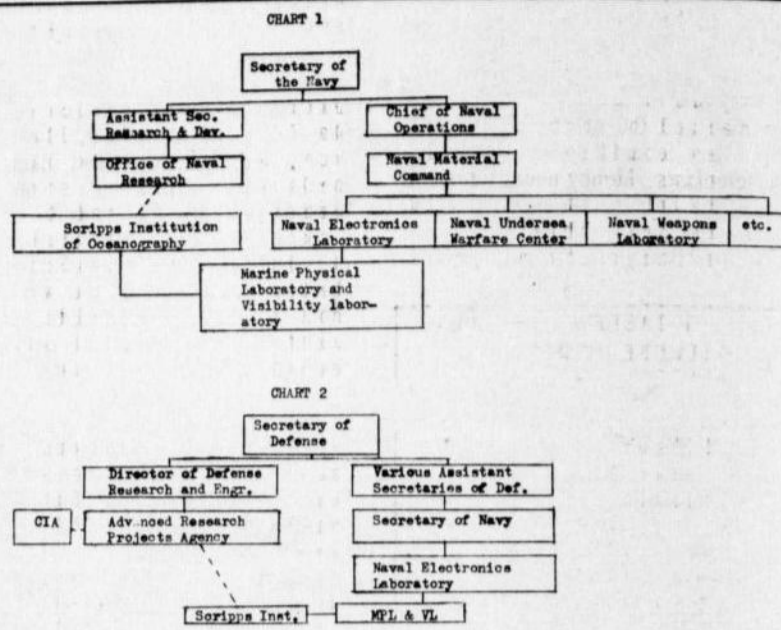 CHART 1
Secretary of
the Navy
Assistant Sec.
Research & Dev.
Chief of Naval
Operations
Office of Naval
Research
Naval Material
Command
Scripps Institution
of Oceanography
Naval Electronics
Laboratory
Naval Undersea
Warfare Center
Naval Weapons
Laboratory
etc.
Marine Physical
Laboratory and
Visibility labor-
atory
CHART 2
Secretary of
Defense
Director of Defense
Research and Engr.
Various Assistant
Secretaries of Def.
CIA
Advanced Research
Projects Agency
Secretary of Navy
Naval Electronics
Laboratory
Scripps Inst.
MPL & VL